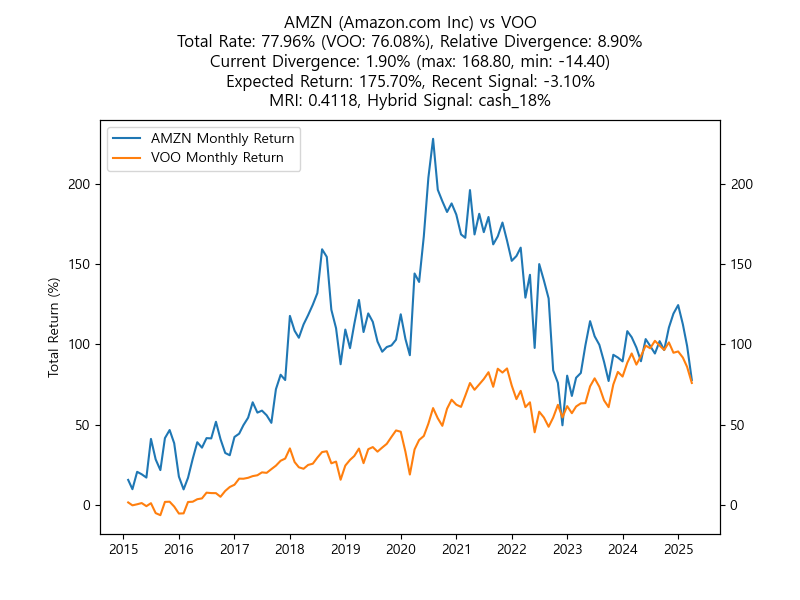 AMZN (Amazon.com Inc) vs VOO
Total Rate: 77.96% (VOO: 76.08%), Relative Divergence: 8.90%
Current Divergence: 1.90% (max: 168.80, min: -14.40)
Expected Return: 175.70%, Recent Signal: -3.10%
MRI: 0.4118, Hybrid Signal: cash_18%
AMZN Monthly Return
VOO Monthly Return
Total Return (%)
200
150
100
50
0
200
150
100
50
0
2015 2016 2017 2018 2019 2020 2021 2022 2023 2024 2025